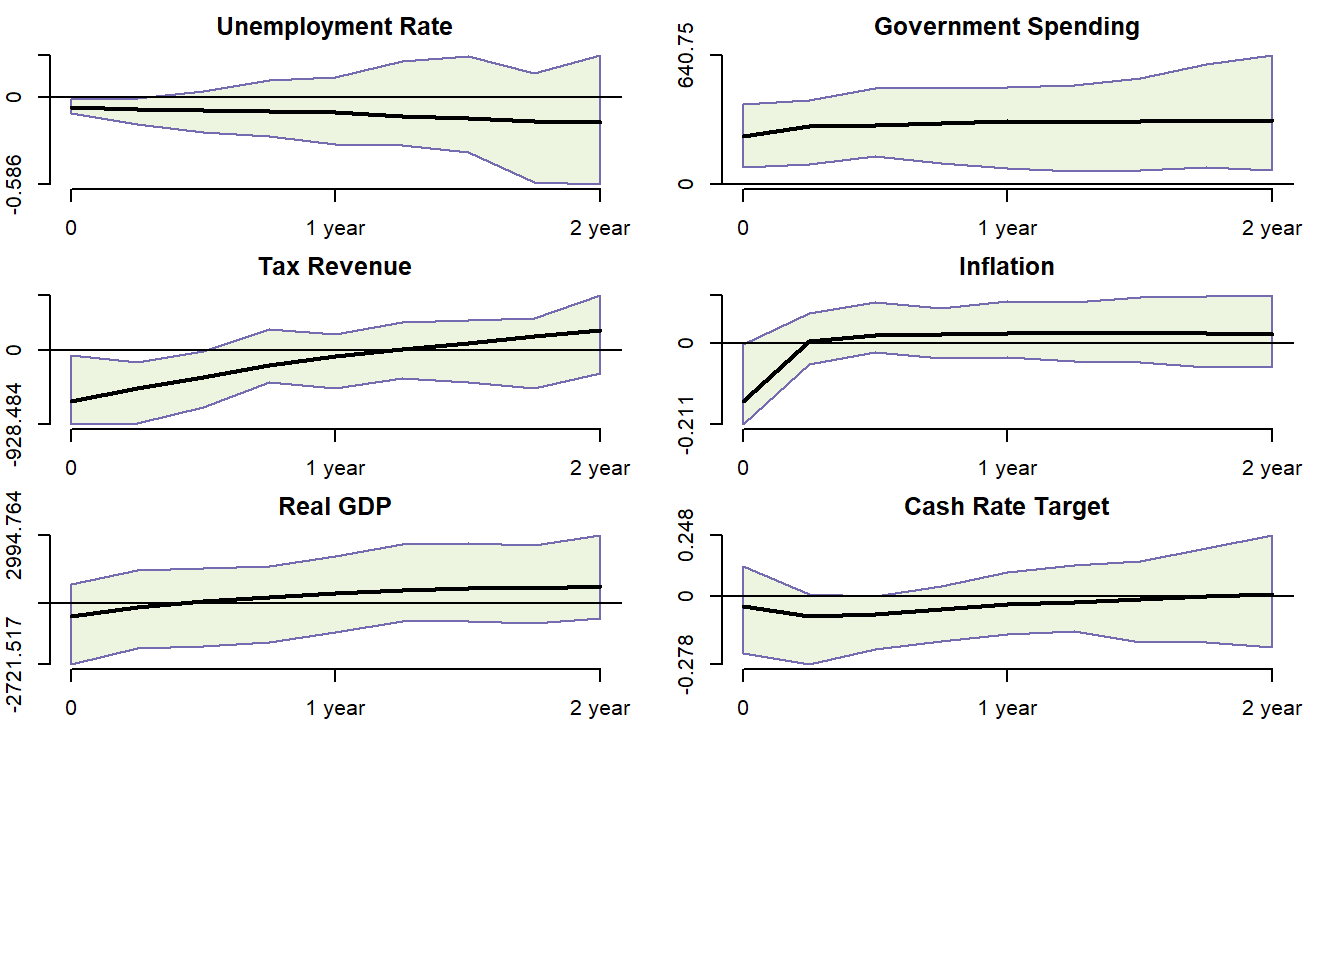 Unemployment Rate
0
-0.586
0 1 year 2 year
Government Spending
640.75
0
0 1 year 2 year
Tax Revenue
0
-928.484
0 1 year 2 year
Inflation
0
-0.211
0 1 year 2 year
Real GDP
2994.764
-2721.517
0 1 year 2 year
Cash Rate Target
0.248
0
-0.278
0 1 year 2 year